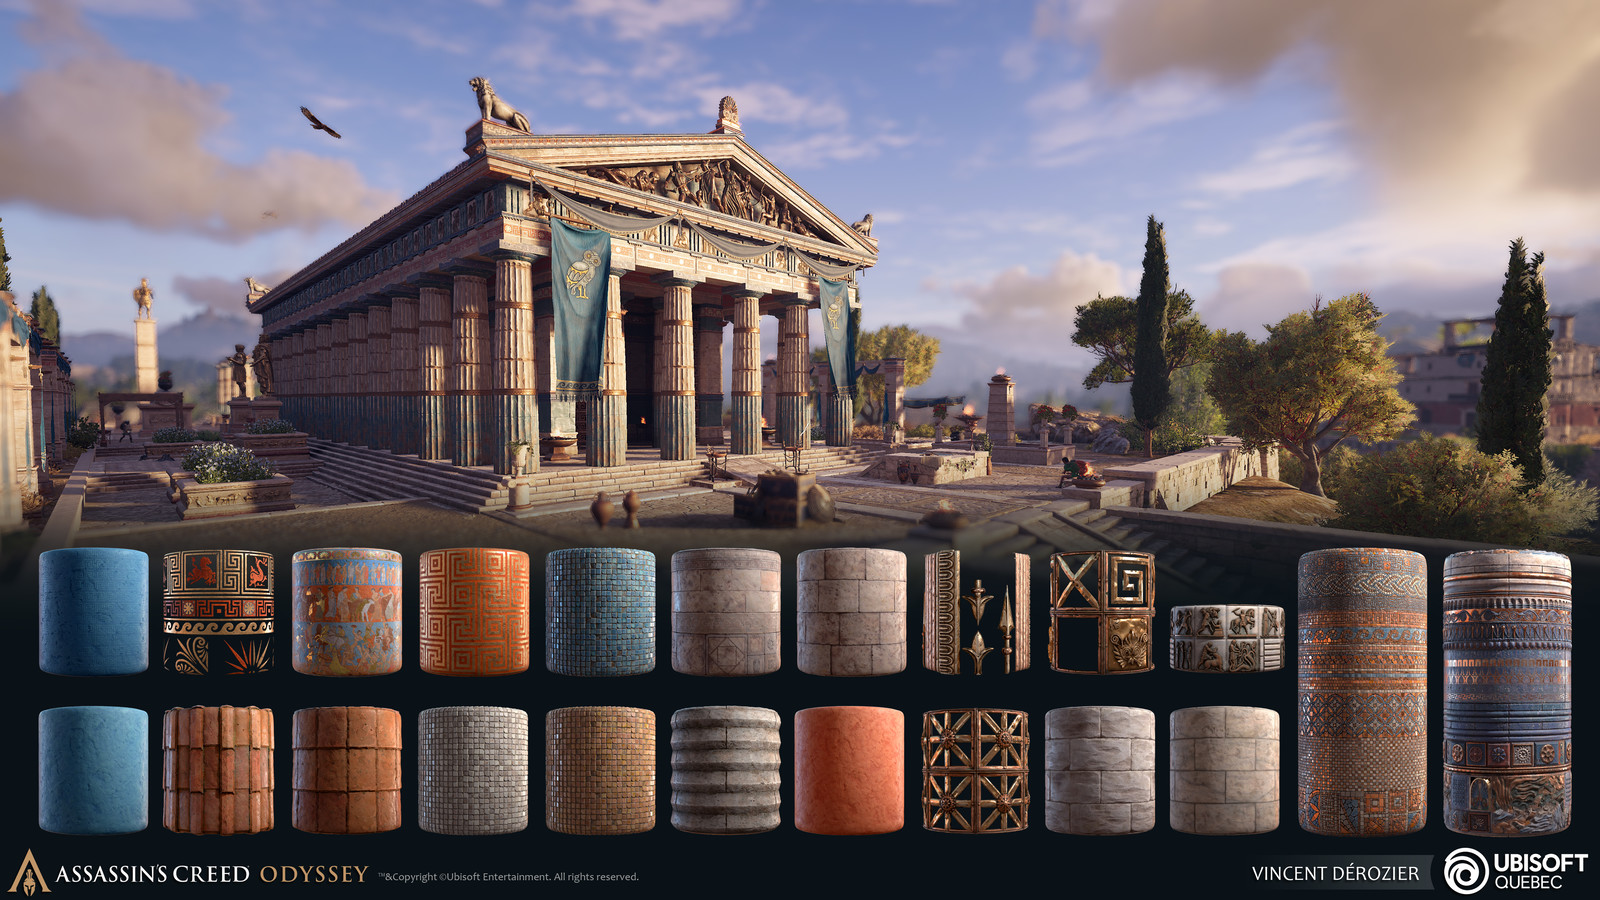 ASSASSIN'S CREED ODYSSEY
™&Copyright ©Ubisoft Entertainment. All rights reserved.
VINCENT DÉROZIER
UBISOFT
QUEBEC